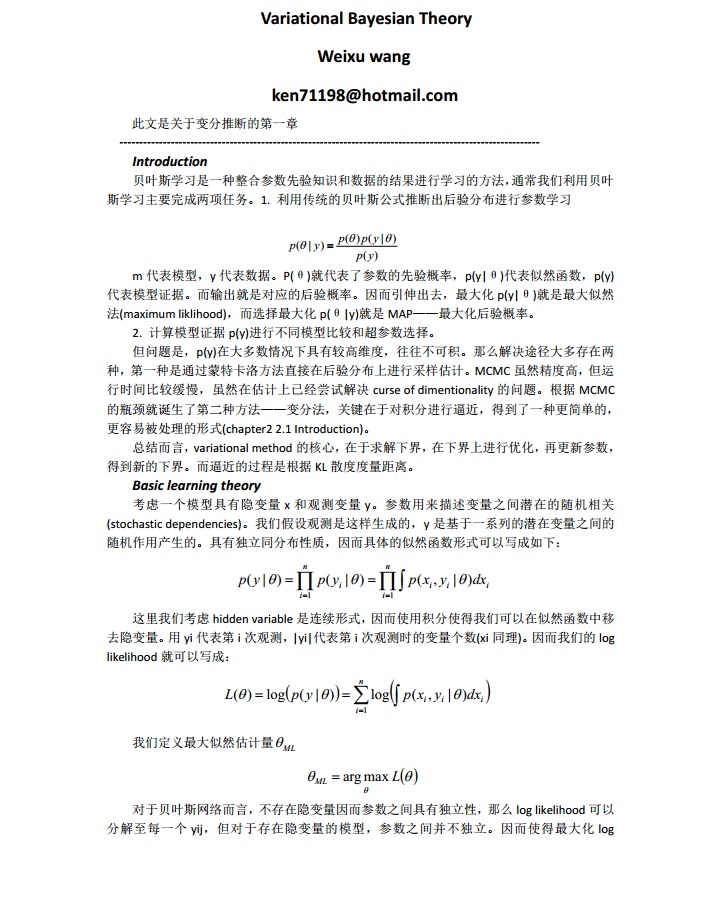 Variational Bayesian Theory
Weixu wang
ken71198@hotmail.com
此文是关于变分推断的第一章
-----------------------------------------------------------------------------------------------------------
Introduction
贝叶斯学习是一种整合参数先验知识和数据的结果进行学习的方法，通常我们利用贝叶
斯学习主要完成两项任务。1. 利用传统的贝叶斯公式推断出后验分布进行参数学习
p(θ|y) = p(θ)p(y|θ) / p(y)
m 代表模型，y 代表数据。P(θ)就代表了参数的先验概率，p(y|θ)代表似然函数，p(y)
代表模型证据。而输出就是对应的后验概率。因而引伸出去，最大化 p(y|θ)就是最大似然
法(maximum liklihood)，而选择最大化 p(θ|y)就是 MAP——最大化后验概率。
2. 计算模型证据 p(y)进行不同模型比较和超参数选择。
但问题是，p(y)在大多数情况下具有较高维度，往往不可积。那么解决途径大多存在两
种，第一种是通过蒙特卡洛方法直接在后验分布上进行采样估计。MCMC 虽然精度高，但运
行时间比较缓慢，虽然在估计上已经尝试解决 curse of dimentionality 的问题。根据 MCMC
的瓶颈就诞生了第二种方法——变分法，关键在于对积分进行逼近，得到了一种更简单的，
更容易被处理的形式(chapter2 2.1 Introduction)。
总结而言，variational method 的核心，在于求解下界，在下界上进行优化，再更新参数，
得到新的下界。而逼近的过程是根据 KL 散度度量距离。
Basic learning theory
考虑一个模型具有隐变量 x 和观测变量 y。参数用来描述变量之间潜在的随机相关
(stochastic dependencies)。我们假设观测是这样生成的，y 是基于一系列的潜在变量之间的
随机作用产生的。具有独立同分布性质，因而具体的似然函数形式可以写成如下：
p(y|θ) = ∏_{i=1}^{n} p(y_i|θ) = ∏_{i=1}^{n} ∫ p(x_i, y_i|θ)dx_i
这里我们考虑 hidden variable 是连续形式，因而使用积分使得我们可以在似然函数中移
去隐变量。用 yi 代表第 i 次观测，|yi|代表第 i 次观测时的变量个数(xi 同理)。因而我们的 log
likelihood 就可以写成：
L(θ) = log(p(y|θ)) = ∑_{i=1}^{n} log(∫ p(x_i, y_i|θ)dx_i)
我们定义最大似然估计量θ_ML
θ_ML = arg max_θ L(θ)
对于贝叶斯网络而言，不存在隐变量因而参数之间具有独立性，那么 log likelihood 可以
分解至每一个 yij，但对于存在隐变量的模型，参数之间并不独立。因而使得最大化 log